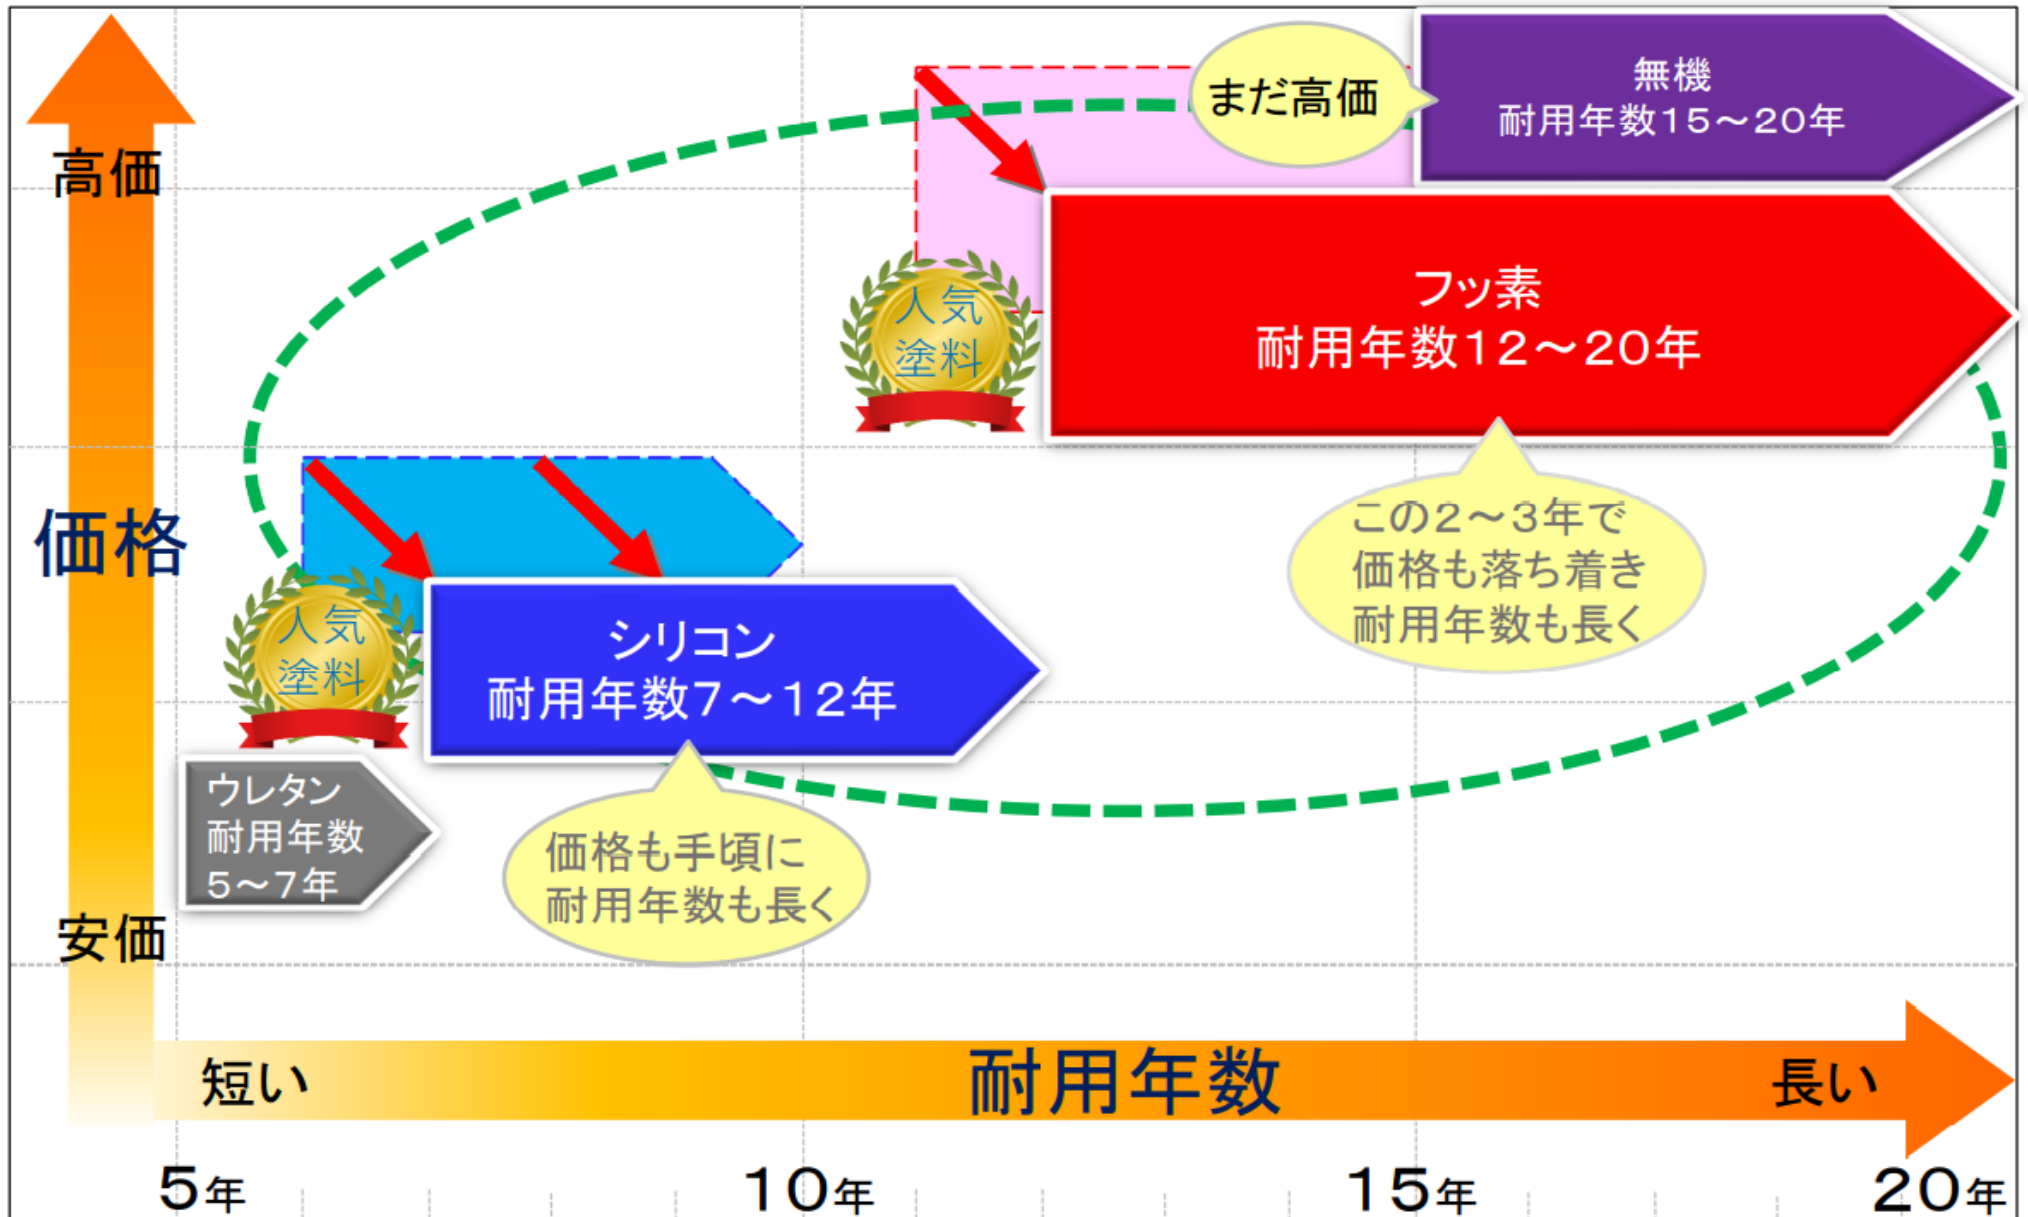 まだ高価
無機
耐用年数15～20年
高価
人気
塗料
フッ素
耐用年数12～20年
この2～3年で
価格も落ち着き
耐用年数も長く
価格
人気
塗料
シリコン
耐用年数7～12年
ウレタン
耐用年数
5～7年
価格も手頃に
耐用年数も長く
安価
短い
耐用年数
長い
5年
10年
15年
20年